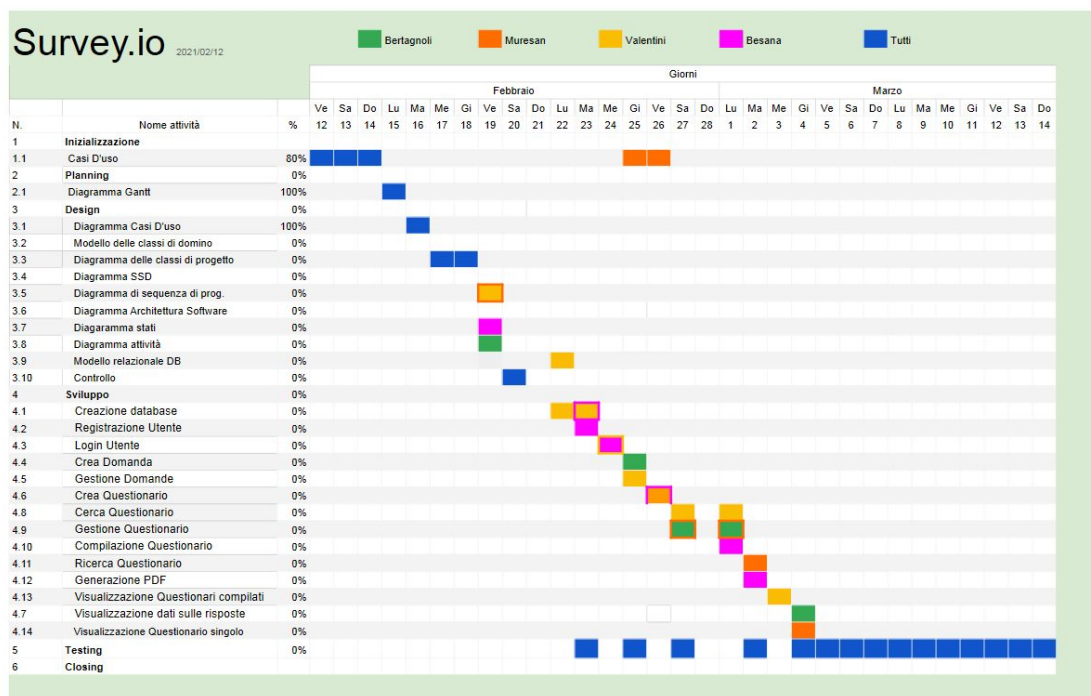 Survey.io 2021/02/12
Bertagnoli Muresan Valentini Besana Tutti
Giorni
Febbraio Marzo
Ve Sa Do Lu Ma Me Gi Ve Sa Do Lu Ma Me Gi Ve Sa Do Lu Ma Me Gi Ve Sa Do Lu Ma Me Gi Ve Sa Do
N. Nome attività % 12 13 14 15 16 17 18 19 20 21 22 23 24 25 26 27 28 1 2 3 4 5 6 7 8 9 10 11 12 13 14
1 Inizializzazione
1.1 Casi D'uso 80%
2 Planning 0%
2.1 Diagramma Gantt 100%
3 Design 0%
3.1 Diagramma Casi D'uso 100%
3.2 Modello delle classi di domino 0%
3.3 Diagramma delle classi di progetto 0%
3.4 Diagramma SSD 0%
3.5 Diagramma di sequenza di prog. 0%
3.6 Diagramma Architettura Software 0%
3.7 Diagaramma stati 0%
3.8 Diagramma attività 0%
3.9 Modello relazionale DB 0%
3.10 Controllo 0%
4 Sviluppo 0%
4.1 Creazione database 0%
4.2 Registrazione Utente 0%
4.3 Login Utente 0%
4.4 Crea Domanda 0%
4.5 Gestione Domande 0%
4.6 Crea Questionario 0%
4.8 Cerca Questionario 0%
4.9 Gestione Questionario 0%
4.10 Compilazione Questionario 0%
4.11 Ricerca Questionario 0%
4.12 Generazione PDF 0%
4.13 Visualizzazione Questionari compilati 0%
4.7 Visualizzazione dati sulle risposte 0%
4.14 Visualizzazione Questionario singolo 0%
5 Testing 0%
6 Closing